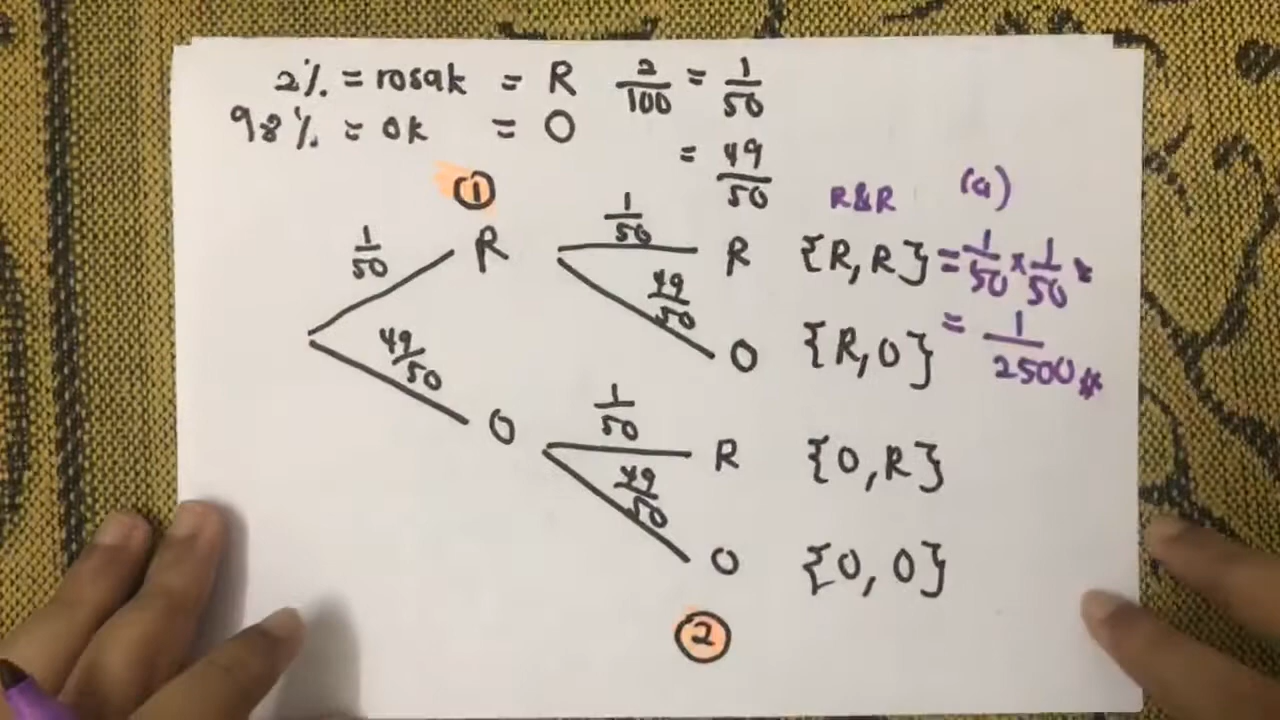 2% = rosak = R 2/100 = 1/50
98% = ok = O = 49/50
①
R&R (a)
1/50 R 1/50 R {R,R} = 1/50 × 1/50
49/50 O {R,O} = 1/2500
49/50 O 1/50 R {O,R}
49/50 O {O,O}
②